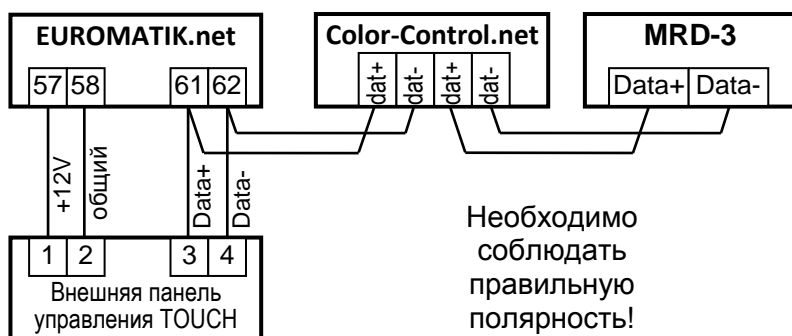 EUROMATIK.net
57 58 61 62
Color-Control.net
dat+ dat- dat+ dat-
MRD-3
Data+ Data-
+12V
общий
Data+
Data-
1 2 3 4
Внешняя панель
управления TOUCH
Необходимо
соблюдать
правильную
полярность!